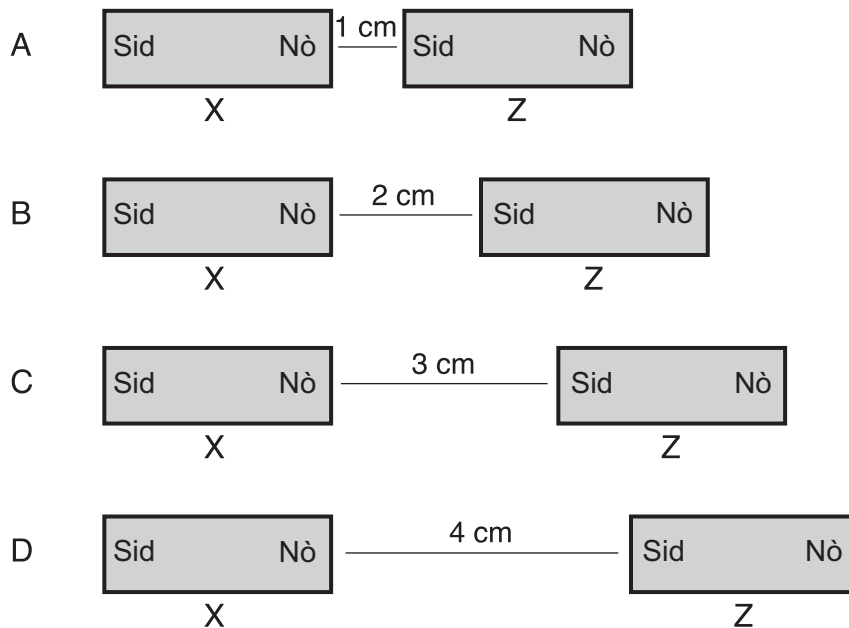 A Sid Nò 1 cm Sid Nò
X Z
B Sid Nò 2 cm Sid Nò
X Z
C Sid Nò 3 cm Sid Nò
X Z
D Sid Nò 4 cm Sid Nò
X Z